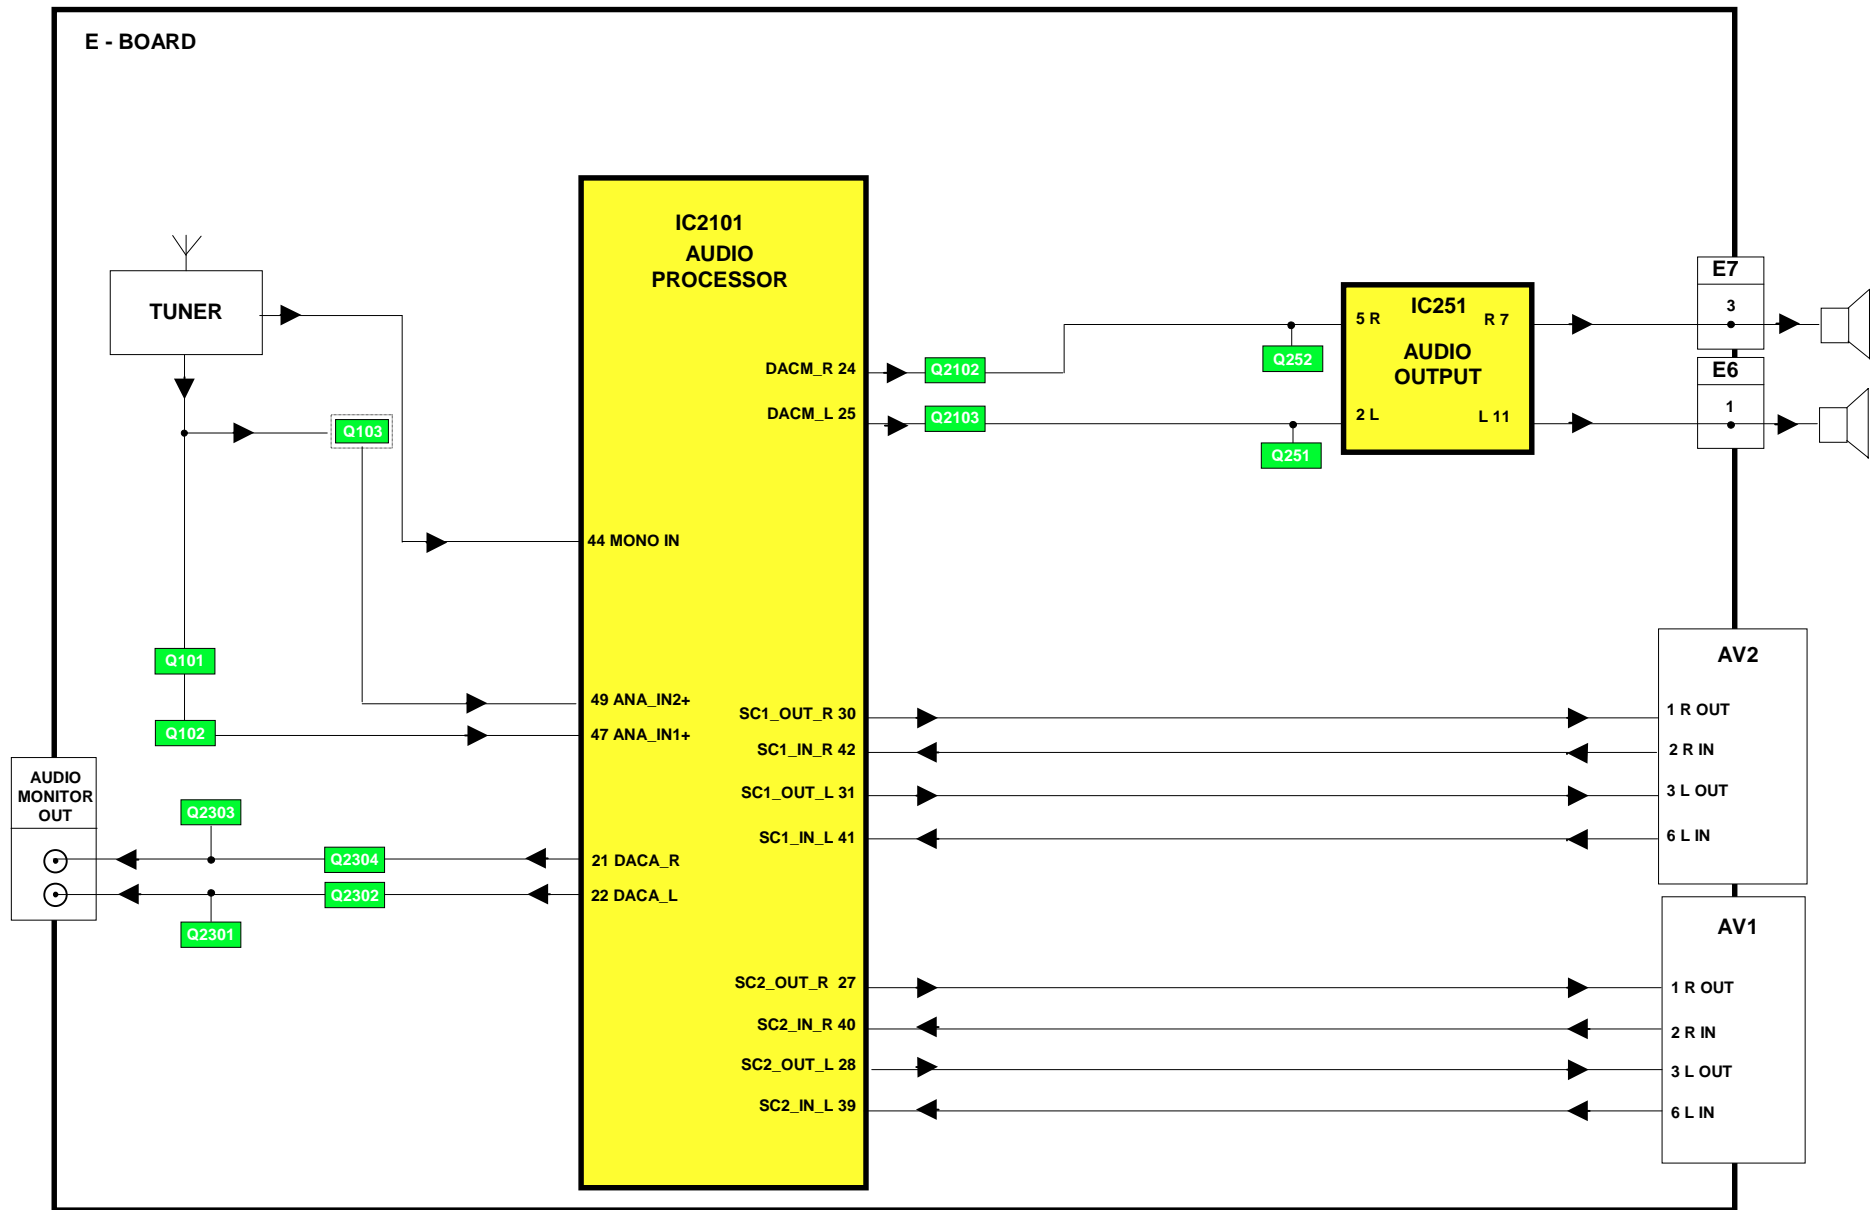 E - BOARD
IC2101
AUDIO
PROCESSOR
TUNER
E7
3
IC251
5 R
R 7
AUDIO
OUTPUT
Q252
E6
1
DACM_R 24
Q2102
DACM_L 25
Q2103
2 L
L 11
Q251
Q103
44 MONO IN
Q101
Q102
49 ANA_IN2+
47 ANA_IN1+
AV2
SC1_OUT_R 30
1 R OUT
SC1_IN_R 42
2 R IN
SC1_OUT_L 31
3 L OUT
SC1_IN_L 41
6 L IN
AUDIO
MONITOR
OUT
Q2303
Q2304
21 DACA_R
Q2302
22 DACA_L
Q2301
AV1
SC2_OUT_R 27
1 R OUT
SC2_IN_R 40
2 R IN
SC2_OUT_L 28
3 L OUT
SC2_IN_L 39
6 L IN